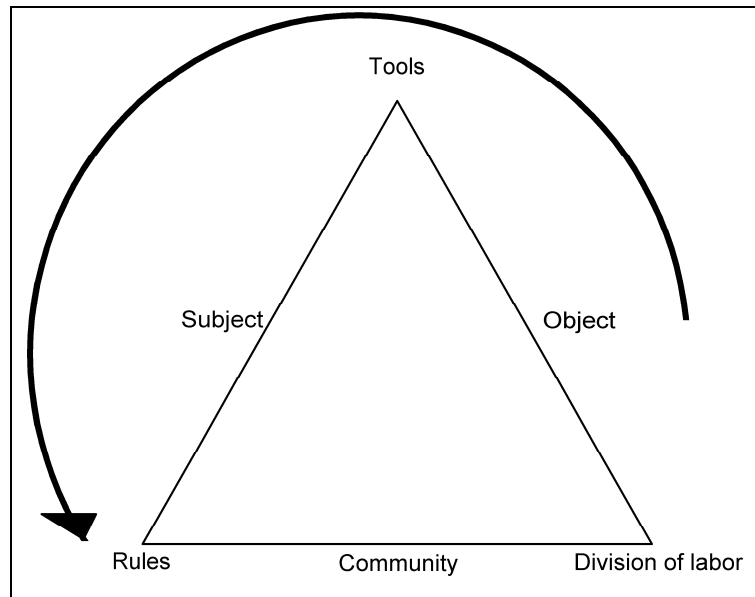 Tools
Subject
Object
Rules
Community
Division of labor